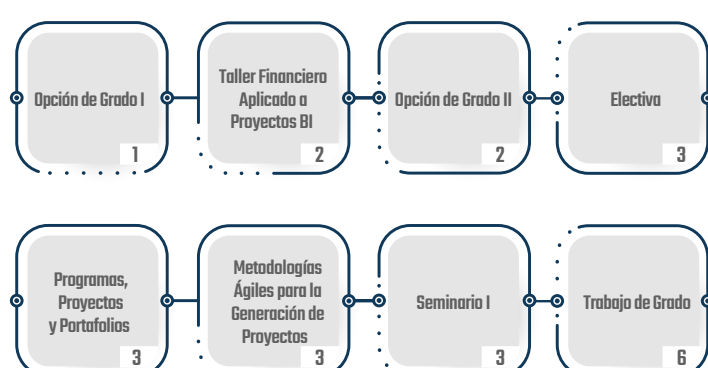 Opción de Grado I
1
Taller Financiero
Aplicado a
Proyectos BI
2
Opción de Grado II
2
Electiva
3
Programas,
Proyectos
y Portafolios
3
Metodologías
Ágiles para la
Generación de
Proyectos
3
Seminario I
3
Trabajo de Grado
6